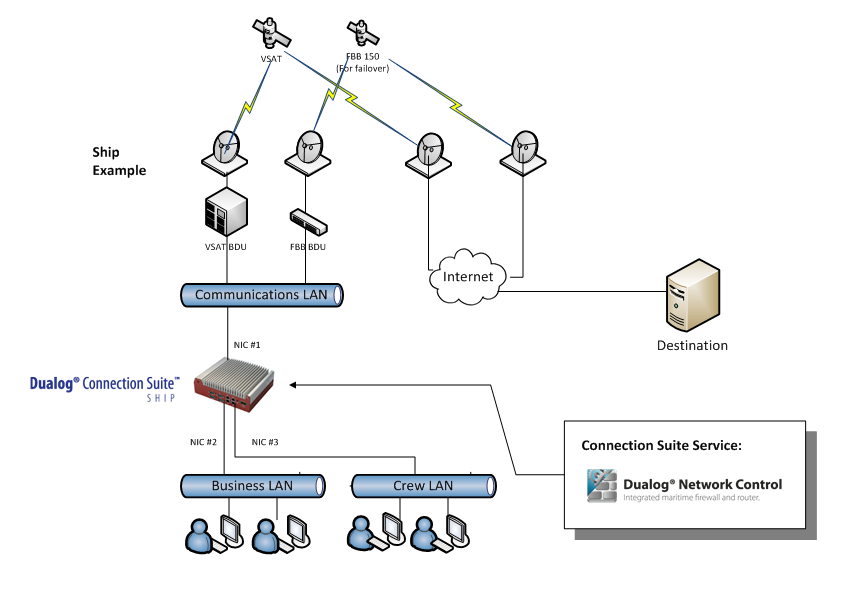 VSAT
FBB 150
(For failover)
Ship
Example
VSAT BDU
FBB BDU
Internet
Communications LAN
Destination
NIC #1
Dualog® Connection Suite™
SHIP
NIC #2
NIC #3
Connection Suite Service:
Business LAN
Crew LAN
Dualog® Network Control
Integrated maritime firewall and router.